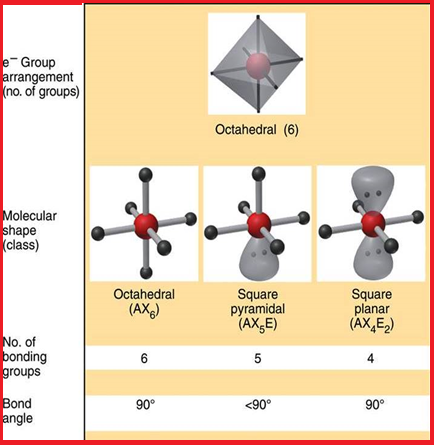 e⁻ Group
arrangement
(no. of groups)
Octahedral (6)
Molecular
shape
(class)
Octahedral
(AX₆)
Square
pyramidal
(AX₅E)
Square
planar
(AX₄E₂)
No. of
bonding
groups
6 5 4
Bond
angle
90° <90° 90°